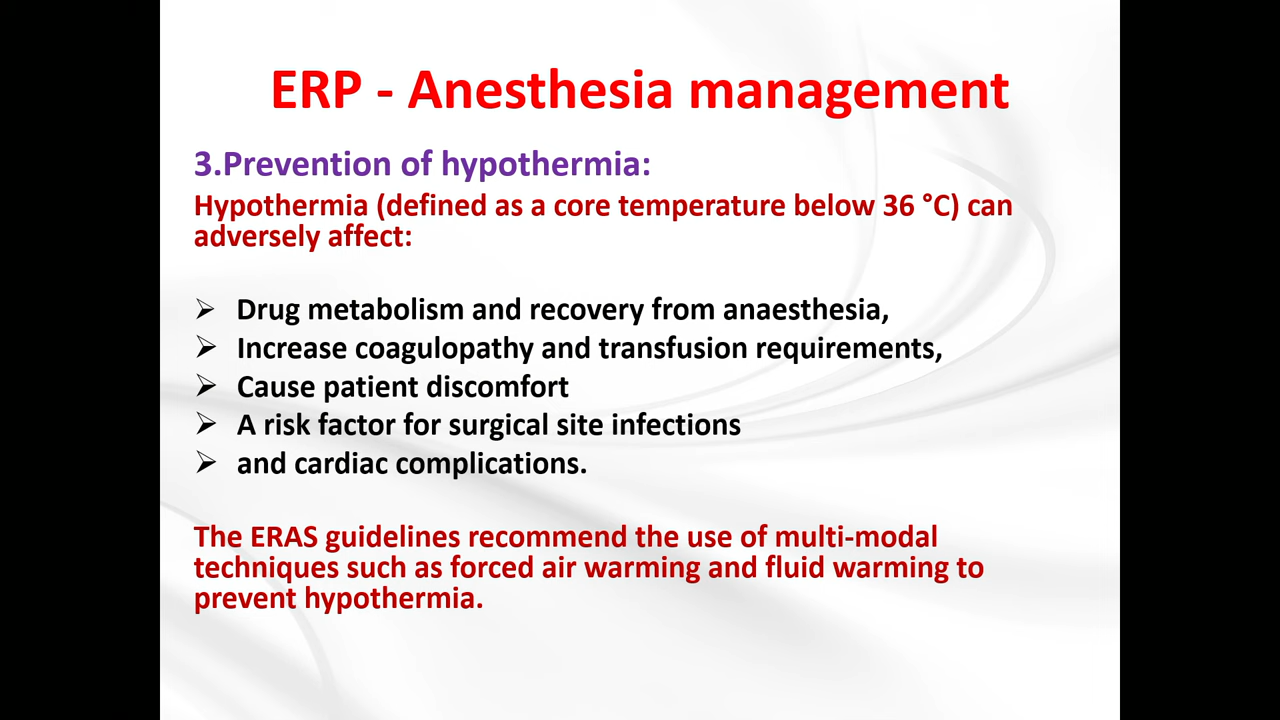 ERP - Anesthesia management
3.Prevention of hypothermia:
Hypothermia (defined as a core temperature below 36 °C) can
adversely affect:
➢ Drug metabolism and recovery from anaesthesia,
➢ Increase coagulopathy and transfusion requirements,
➢ Cause patient discomfort
➢ A risk factor for surgical site infections
➢ and cardiac complications.
The ERAS guidelines recommend the use of multi-modal
techniques such as forced air warming and fluid warming to
prevent hypothermia.